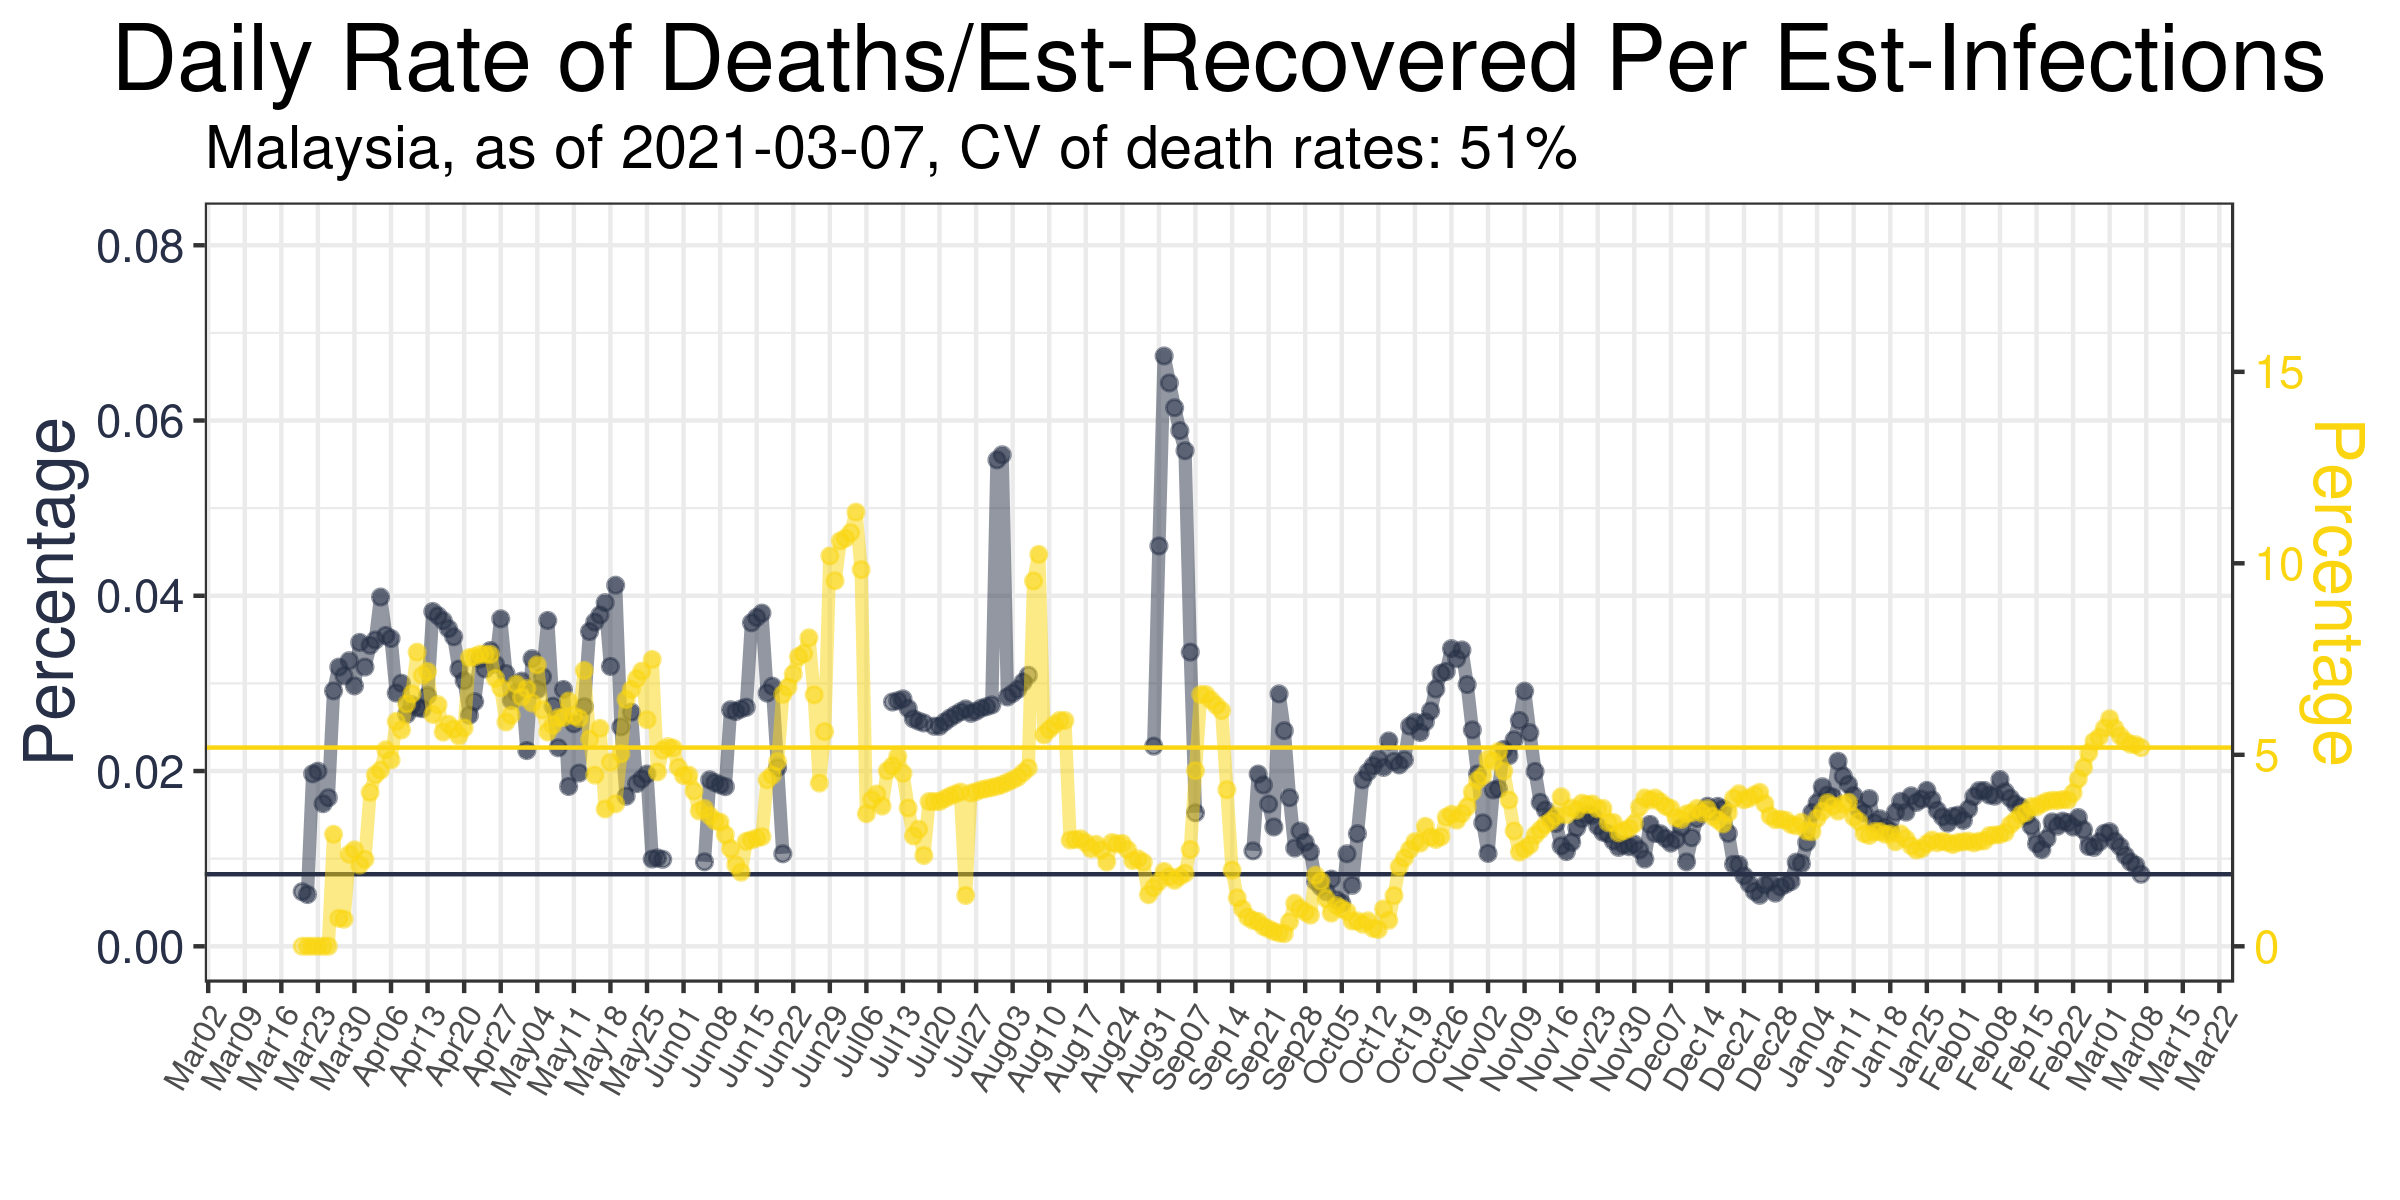 Daily Rate of Deaths/Est-Recovered Per Est-Infections
Malaysia, as of 2021-03-07, CV of death rates: 51%
Percentage
0.08
0.06
0.04
0.02
0.00
15
10
5
0
Percentage
Mar02
Mar09
Mar16
Mar23
Mar30
Apr06
Apr13
Apr20
Apr27
May04
May11
May18
May25
Jun01
Jun08
Jun15
Jun22
Jun29
Jul06
Jul13
Jul20
Jul27
Aug03
Aug10
Aug17
Aug24
Aug31
Sep07
Sep14
Sep21
Sep28
Oct05
Oct12
Oct19
Oct26
Nov02
Nov09
Nov16
Nov23
Nov30
Dec07
Dec14
Dec21
Dec28
Jan04
Jan11
Jan18
Jan25
Feb01
Feb08
Feb15
Feb22
Mar01
Mar08
Mar15
Mar22